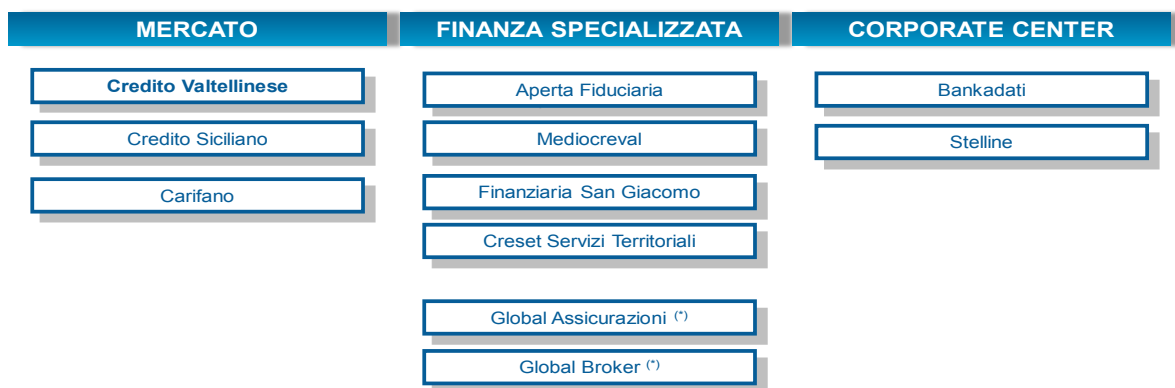 MERCATO
Credito Valtellinese
Credito Siciliano
Carifano
FINANZA SPECIALIZZATA
Aperta Fiduciaria
Mediocreval
Finanziaria San Giacomo
Creset Servizi Territoriali
Global Assicurazioni (*)
Global Broker (*)
CORPORATE CENTER
Bankadati
Stelline